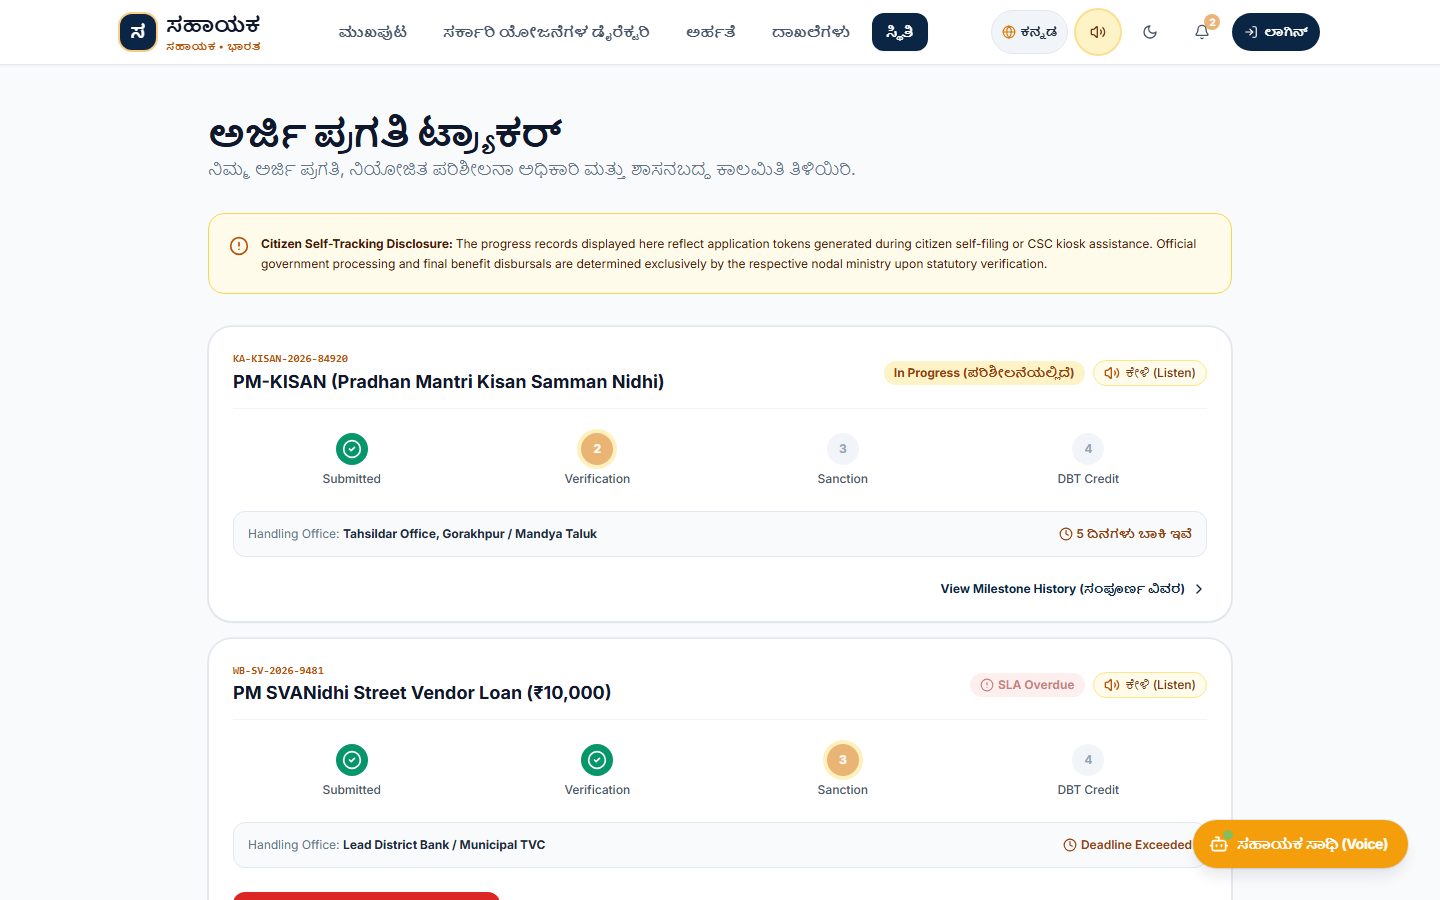 ಸ
ಸಹಾಯಕ
ಸಹಾಯಕ • ಭಾರತ
ಮುಖಪುಟ
ಸರ್ಕಾರಿ ಯೋಜನೆಗಳ ಡೈರೆಕ್ಟರಿ
ಅರ್ಹತೆ
ದಾಖಲೆಗಳು
ಸ್ಥಿತಿ
ಕನ್ನಡ
2
ಲಾಗಿನ್
ಅರ್ಜಿ ಪ್ರಗತಿ ಟ್ರ್ಯಾಕರ್
ನಿಮ್ಮ ಅರ್ಜಿ ಪ್ರಗತಿ, ನಿಯೋಜಿತ ಪರಿಶೀಲನಾ ಅಧಿಕಾರಿ ಮತ್ತು ಶಾಸನಬದ್ಧ ಕಾಲಮಿತಿ ತಿಳಿಯಿರಿ.
Citizen Self-Tracking Disclosure: The progress records displayed here reflect application tokens generated during citizen self-filing or CSC kiosk assistance. Official
government processing and final benefit disbursals are determined exclusively by the respective nodal ministry upon statutory verification.
KA-KISAN-2026-84920
PM-KISAN (Pradhan Mantri Kisan Samman Nidhi)
In Progress (ಪರಿಶೀಲನೆಯಲ್ಲಿದೆ)
ಕೇಳಿ (Listen)
2
3
4
Submitted
Verification
Sanction
DBT Credit
Handling Office: Tahsildar Office, Gorakhpur / Mandya Taluk
5 ದಿನಗಳು ಬಾಕಿ ಇವೆ
View Milestone History (ಸಂಪೂರ್ಣ ವಿವರ)
WB-SV-2026-9481
PM SVANidhi Street Vendor Loan (₹10,000)
SLA Overdue
ಕೇಳಿ (Listen)
3
4
Submitted
Verification
Sanction
DBT Credit
Handling Office: Lead District Bank / Municipal TVC
Deadline Exceeded
ಸಹಾಯಕ ಸಾಥಿ (Voice)